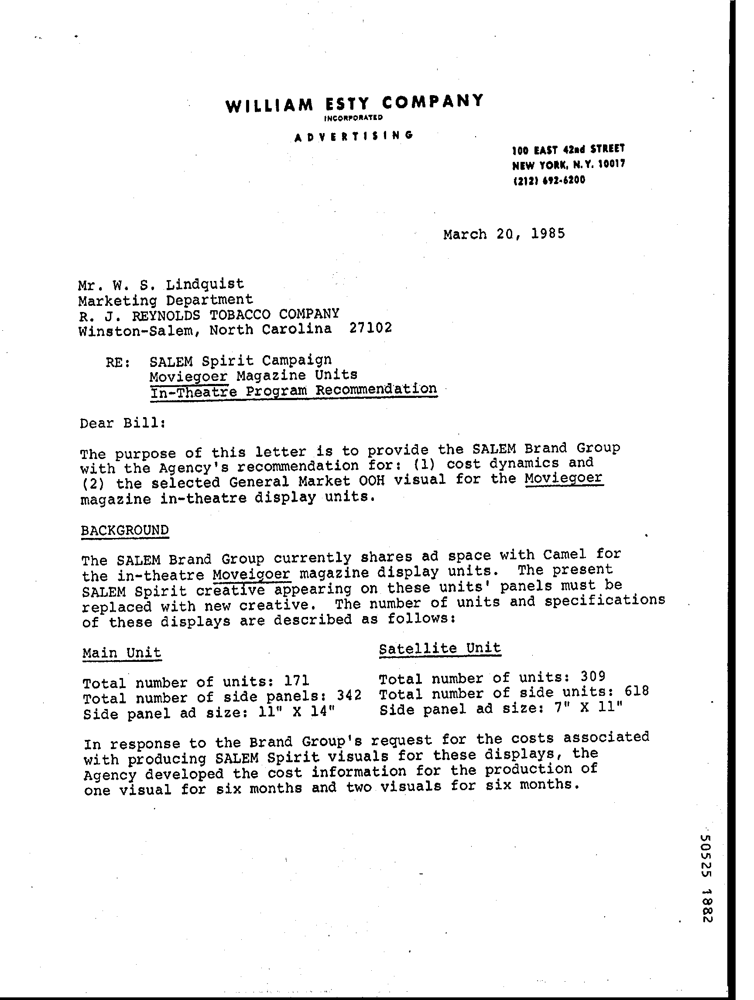 WILLIAM ESTY COMPANY
INCORPORATED
ADVERTISING
100 EAST 42nd STREET
NEW YORK, N.Y. 10017
(212) 692-6200
March 20, 1985
Mr. W. S. Lindquist
Marketing Department
R. J. REYNOLDS TOBACCO COMPANY
Winston-Salem, North Carolina 27102
RE: SALEM Spirit Campaign
Moviegoer Magazine Units
In-Theatre Program Recommendation
Dear Bill:
The purpose of this letter is to provide the SALEM Brand Group
with the Agency's recommendation for: (1) cost dynamics and
(2) the selected General Market OOH visual for the Moviegoer
magazine in-theatre display units.
BACKGROUND
The SALEM Brand Group currently shares ad space with Camel for
the in-theatre Moveigoer magazine display units. The present
SALEM Spirit creative appearing on these units' panels must be
replaced with new creative. The number of units and specifications
of these displays are described as follows:
Main Unit
Total number of units: 171
Total number of side panels: 342
Side panel ad size: 11" X 14"
Satellite Unit
Total number of units: 309
Total number of side units: 618
Side panel ad size: 7" X 11"
In response to the Brand Group's request for the costs associated
with producing SALEM Spirit visuals for these displays, the
Agency developed the cost information for the production of
one visual for six months and two visuals for six months.
50525 1882